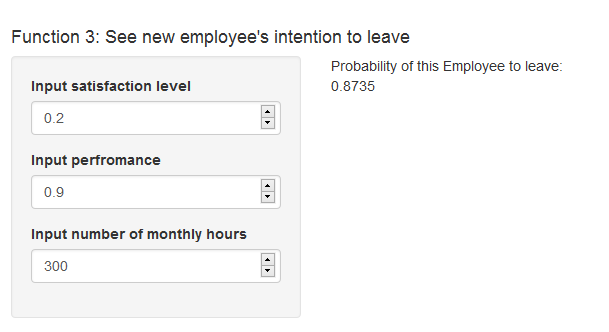 Function 3: See new employee's intention to leave
Input satisfaction level
0.2
Input perfromance
0.9
Input number of monthly hours
300
Probability of this Employee to leave:
0.8735